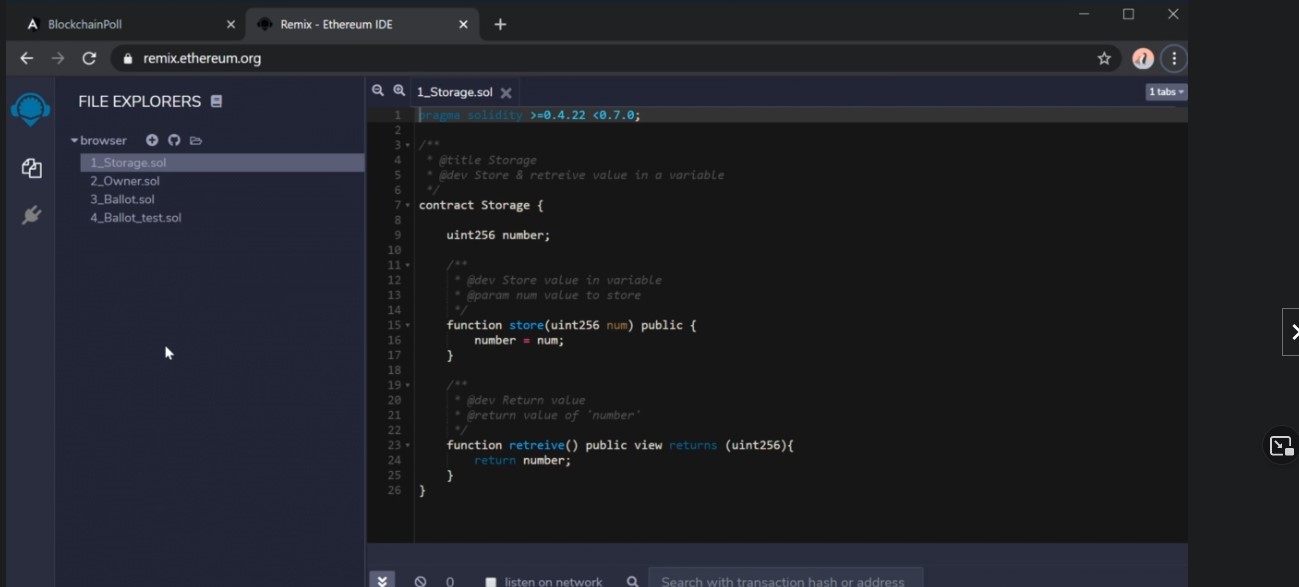 BlockchainPoll
Remix - Ethereum IDE
remix.ethereum.org
FILE EXPLORERS
browser
1_Storage.sol
2_Owner.sol
3_Ballot.sol
4_Ballot_test.sol
1_Storage.sol
1 tabs
1 pragma solidity >=0.4.22 <0.7.0;
2
3 /**
4 * @title Storage
5 * @dev Store & retreive value in a variable
6 */
7 contract Storage {
8
9 uint256 number;
10
11 /**
12 * @dev Store value in variable
13 * @param num value to store
14 */
15 function store(uint256 num) public {
16 number = num;
17 }
18
19 /**
20 * @dev Return value
21 * @return value of 'number'
22 */
23 function retreive() public view returns (uint256){
24 return number;
25 }
26 }
0 listen on network Search with transaction hash or address